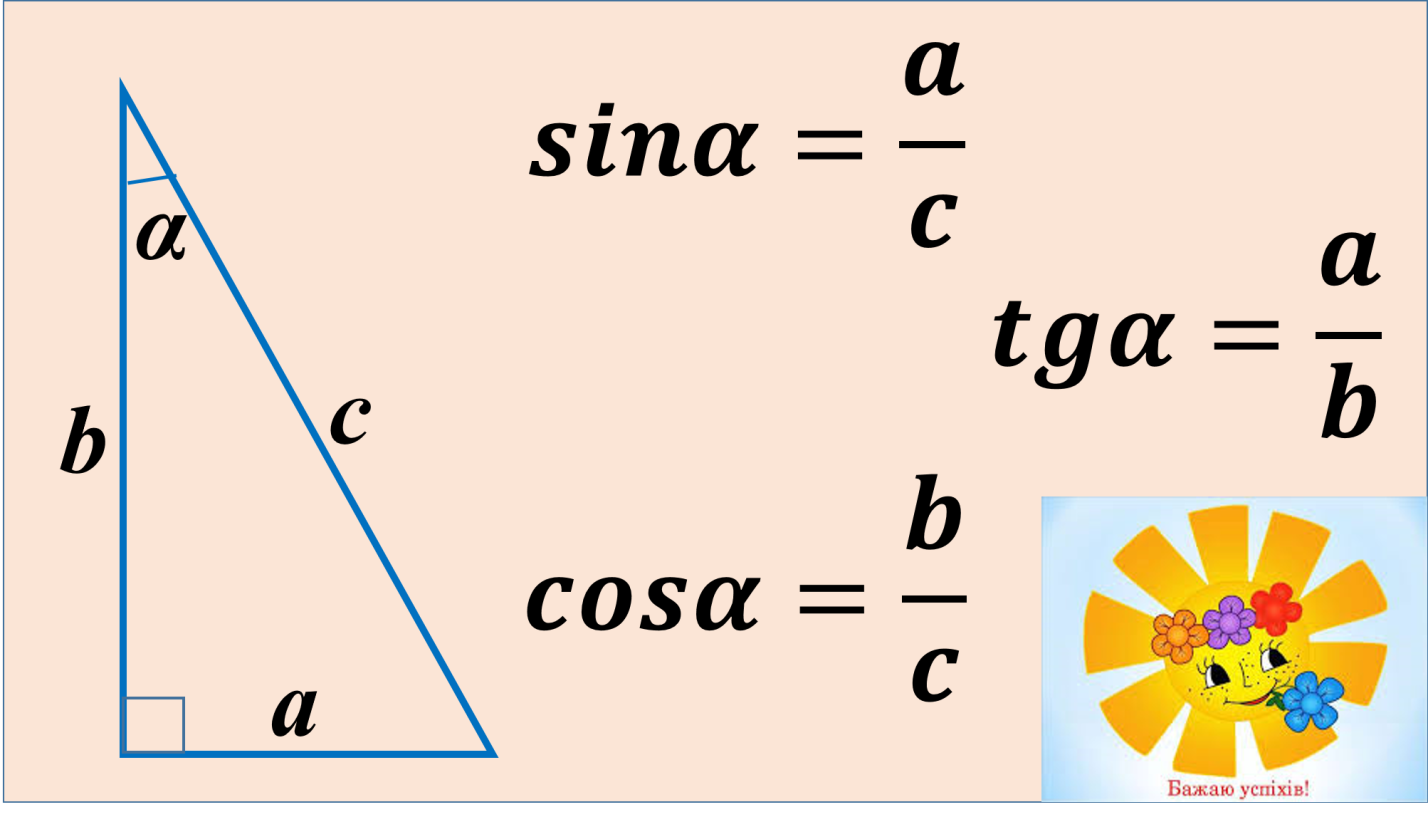 α
b
c
a
sinα = a/c
tgα = a/b
cosα = b/c
Бажаю успіхів!